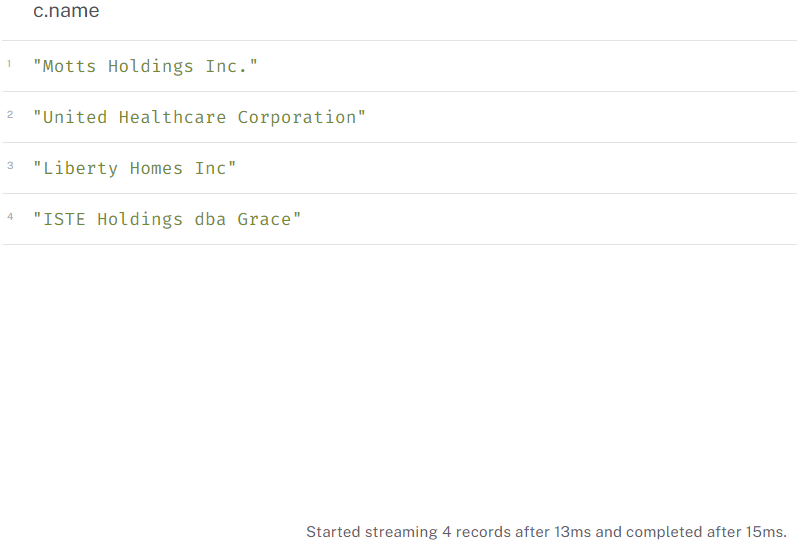 c.name
1 "Motts Holdings Inc."
2 "United Healthcare Corporation"
3 "Liberty Homes Inc"
4 "ISTE Holdings dba Grace"
Started streaming 4 records after 13ms and completed after 15ms.